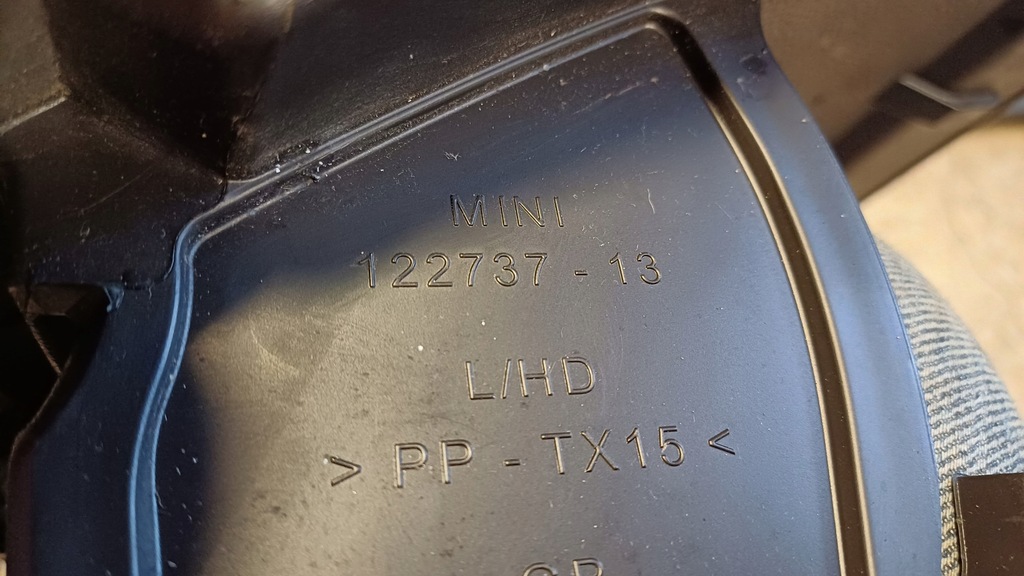 MINI
122737 - 13
L/HD
> PP - TX15 <